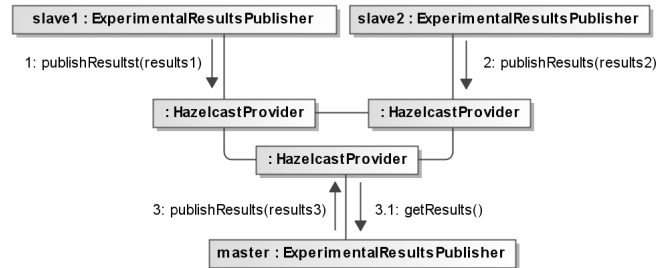 slave1 : ExperimentalResultsPublisher
slave2 : ExperimentalResultsPublisher
1: publishResultst(results1)
2: publishResults(results2)
: HazelcastProvider
: HazelcastProvider
: HazelcastProvider
3: publishResults(results3)
3.1: getResults()
master : ExperimentalResultsPublisher